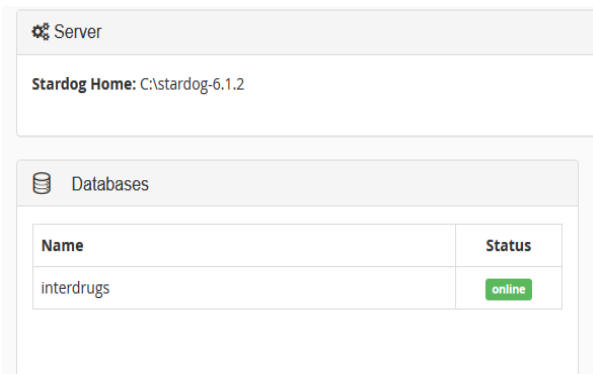 Server
Stardog Home: C:\stardog-6.1.2
Databases
Name Status
interdrugs online